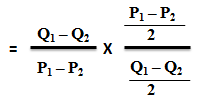 = Q₁ – Q₂ / P₁ – P₂ X P₁ – P₂ / 2 / Q₁ – Q₂ / 2